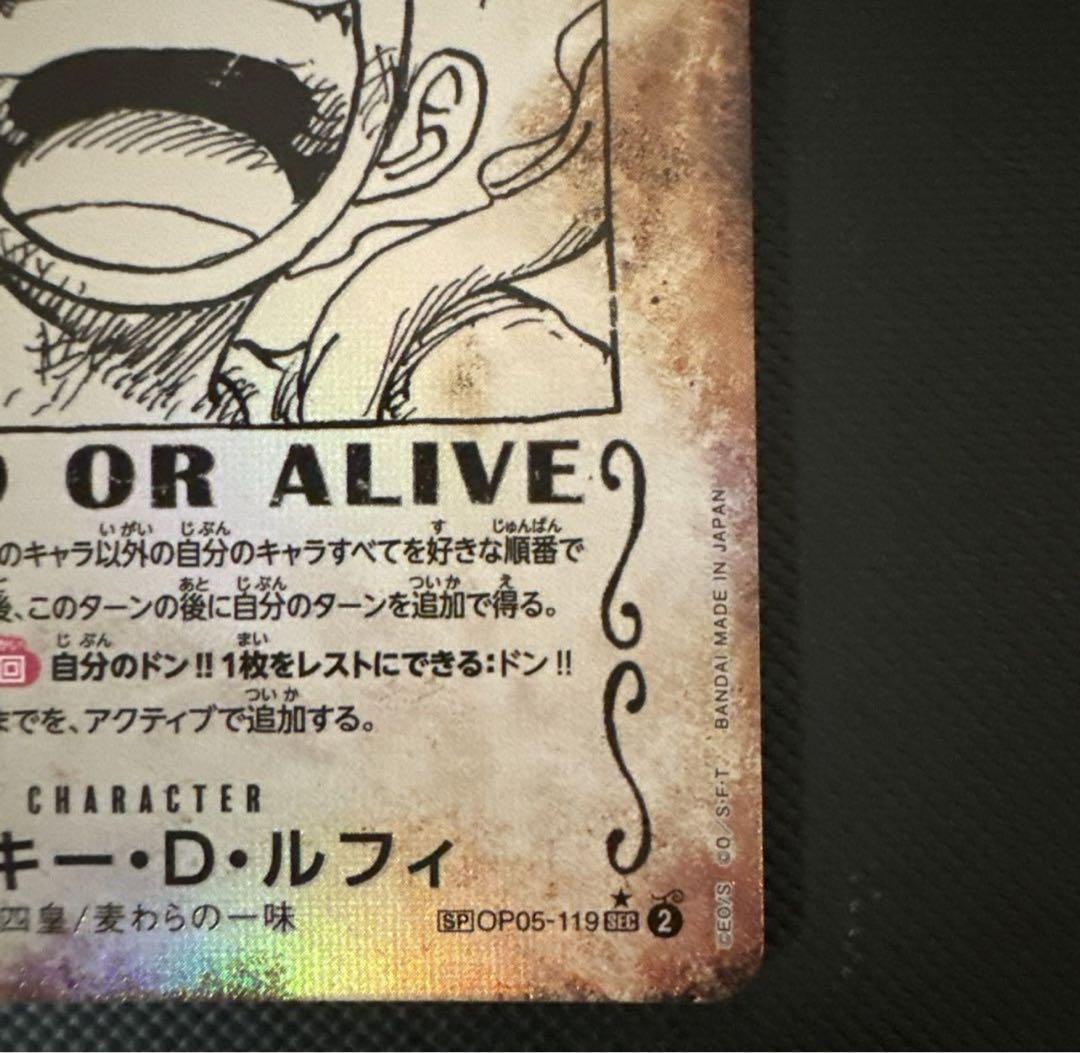 OR ALIVE
のキャラ以外の自分のキャラすべてを好きな順番で
、このターンの後に自分のターンを追加で得る。
回 自分のドン!!1枚をレストにできる:ドン!!
までを、アクティブで追加する。
CHARACTER
キー・D・ルフィ
四皇/麦わらの一味
SP OP05-119 SEC 2
©EO/S ©O/S・F・T BANDAI MADE IN JAPAN